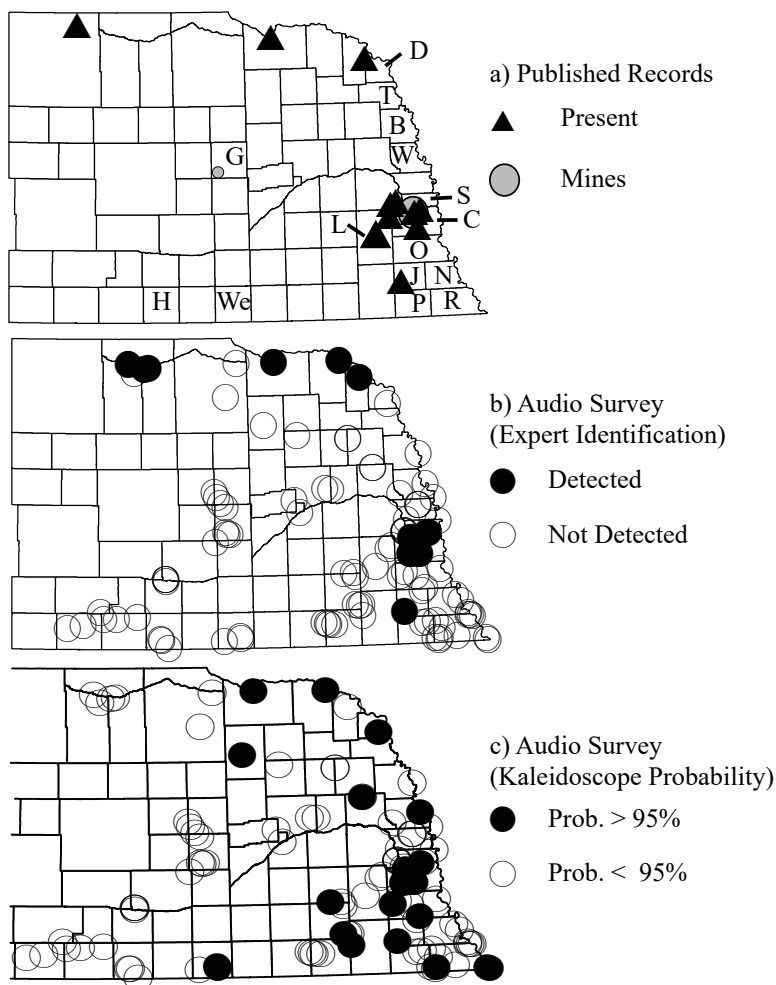 D
a) Published Records
T
Present
B
G
W
Mines
S
L
C
O
J N
H
We
P R
b) Audio Survey
(Expert Identification)
Detected
Not Detected
c) Audio Survey
(Kaleidoscope Probability)
Prob. > 95%
Prob. < 95%